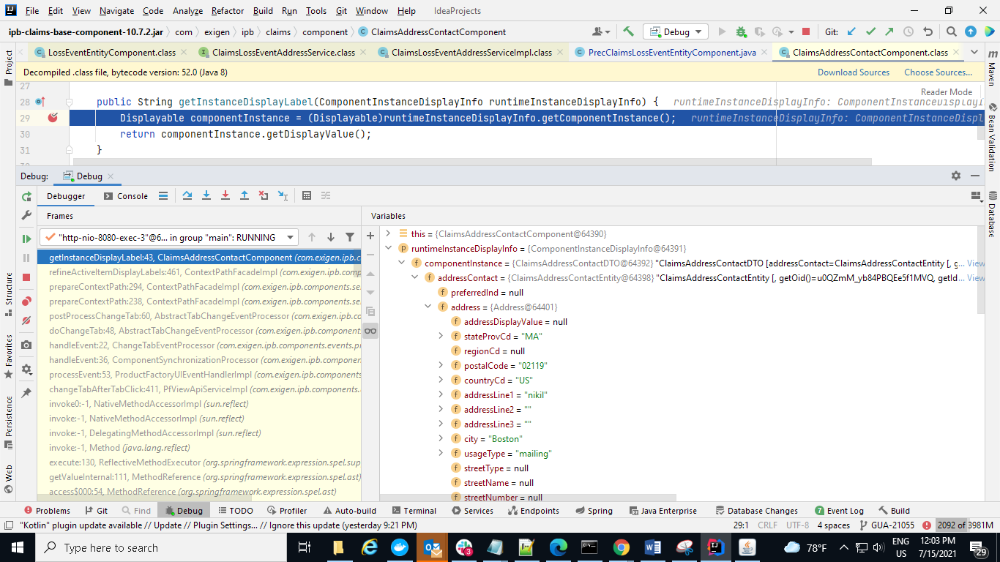 File Edit View Navigate Code Analyze Refactor Build Run Tools Git Window Help IdeaProjects
ipb-claims-base-component-10.7.2.jar com exigen ipb claims component ClaimsAddressContactComponent Debug Git:
LossEventEntityComponent.class ClaimsLossEventAddressService.class ClaimsLossEventAddressServiceImpl.class PrecClaimsLossEventEntityComponent.java ClaimsAddressContactComponent.class
Decompiled .class file, bytecode version: 52.0 (Java 8) Download Sources Choose Sources...
27
Reader Mode
28 public String getInstanceDisplayLabel(ComponentInstanceDisplayInfo runtimeInstanceDisplayInfo) { runtimeInstanceDisplayInfo: ComponentInstanceDisplayI
29 Displayable componentInstance = (Displayable)runtimeInstanceDisplayInfo.getComponentInstance(); runtimeInstanceDisplayInfo: ComponentInstanceDispl
30 return componentInstance.getDisplayValue();
31 }
Debug: Debug
Debugger Console
Frames
"http-nio-8080-exec-3"@6... in group "main": RUNNING
getInstanceDisplayLabel:43, ClaimsAddressContactComponent (com.exigen.ipb.c
refineActiveItemDisplayLabels:461, ContextPathFacadeImpl (com.exigen.ipb.comp
prepareContextPath:294, ContextPathFacadeImpl (com.exigen.ipb.components.se
prepareContextPath:238, ContextPathFacadeImpl (com.exigen.ipb.components.se
postProcessChangeTab:60, AbstractTabChangeEventProcessor (com.exigen.ipb.co
doChangeTab:48, AbstractTabChangeEventProcessor (com.exigen.ipb.component
handleEvent:22, ChangeTabEventProcessor (com.exigen.ipb.components.events.p
handleEvent:36, ComponentSynchronizationProcessor (com.exigen.ipb.component
processEvent:53, ProductFactoryUIEventHandlerImpl (com.exigen.ipb.component
changeTabAfterTabClick:411, PfViewApiServiceImpl (com.exigen.ipb.components.
invoke0:-1, NativeMethodAccessorImpl (sun.reflect)
invoke:-1, NativeMethodAccessorImpl (sun.reflect)
invoke:-1, DelegatingMethodAccessorImpl (sun.reflect)
invoke:-1, Method (java.lang.reflect)
execute:130, ReflectiveMethodExecutor (org.springframework.expression.spel.sup
getValueInternal:111, MethodReference (org.springframework.expression.spel.ast)
access$000:54, MethodReference (org.springframework.expression.spel.ast)
Variables
this = {ClaimsAddressContactComponent@64390}
runtimeInstanceDisplayInfo = {ComponentInstanceDisplayInfo@64391}
componentInstance = {ClaimsAddressContactDTO@64392} "ClaimsAddressContactDTO [addressContact=ClaimsAddressContactEntity [, g... View
addressContact = {ClaimsAddressContactEntity@64398} "ClaimsAddressContactEntity [, getOid()=u0QZmM_yb84PBQEe5f1MVQ, getId... View
preferredInd = null
address = {Address@64401}
addressDisplayValue = null
stateProvCd = "MA"
regionCd = null
postalCode = "02119"
countryCd = "US"
addressLine1 = "nikil"
addressLine2 = ""
addressLine3 = ""
city = "Boston"
usageType = "mailing"
streetType = null
streetName = null
streetNumber = null
Project
Structure
Favorites
Persistence
Web
Maven
Bean Validation
Database
Problems Git Find Debug TODO Profiler Auto-build Terminal Services Endpoints Spring Java Enterprise Database Changes 7 Event Log Build
"Kotlin" plugin update available // Update // Plugin Settings... // Ignore this update (yesterday 9:21 PM) 29:1 CRLF UTF-8 4 spaces GUA-21055 2092 of 3981M
Type here to search 3 78°F ENG US 12:03 PM 7/15/2021 29